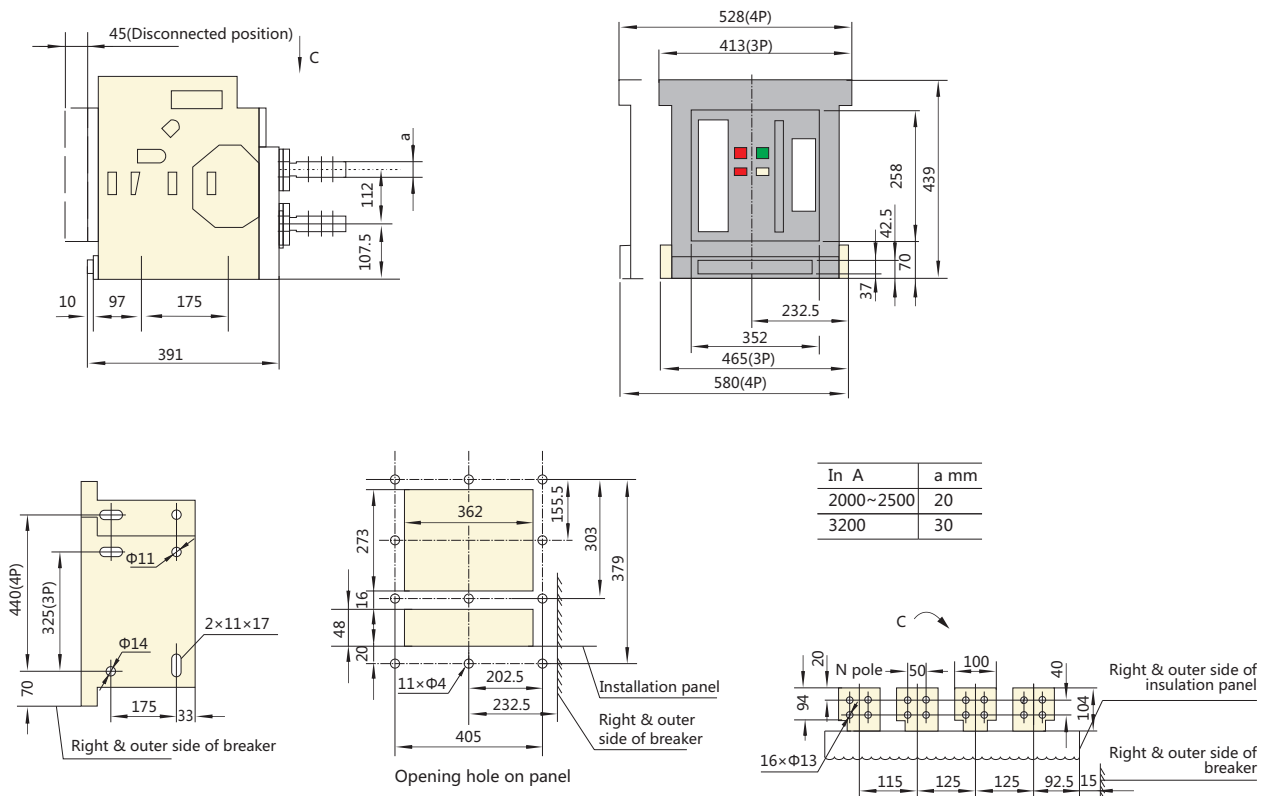 45(Disconnected position)
C
a
112
107.5
10
97
175
391
528(4P)
413(3P)
258
439
42.5
70
37
232.5
352
465(3P)
580(4P)
440(4P)
325(3P)
70
Φ11
Φ14
2×11×17
175
33
Right & outer side of breaker
362
273
16
48
20
155.5
303
379
11×Φ4
202.5
232.5
405
Installation panel
Right & outer
side of breaker
Opening hole on panel
In A a mm
2000~2500 20
3200 30
C
N pole
50
100
20
94
40
104
16×Φ13
115
125
125
92.5
15
Right & outer side of
insulation panel
Right & outer side of
breaker